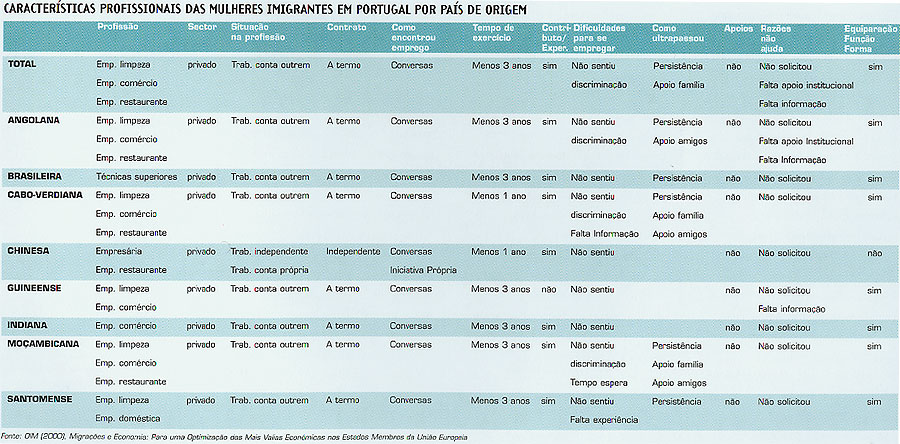 CARACTERÍSTICAS PROFISSIONAIS DAS MULHERES IMIGRANTES EM PORTUGAL POR PAÍS DE ORIGEM
Profissão Sector Situação na profissão Contrato Como encontrou emprego Tempo de exercício Contri-buto/ Exper. Dificuldades para se empregar Como ultrapassou Apoios Razões não ajuda Equiparação Função Forma
TOTAL Emp. limpeza privado Trab. conta outrem A termo Conversas Menos 3 anos sim Não sentiu Persistência não Não solicitou sim
Emp. comércio discriminação Apoio família Falta apoio institucional
Emp. restaurante Falta informação
ANGOLANA Emp. limpeza privado Trab. conta outrem A termo Conversas Menos 3 anos sim Não sentiu Persistência não Não solicitou sim
Emp. comércio discriminação Apoio amigos Falta apoio Institucional
Emp. restaurante Falta Informação
BRASILEIRA Técnicas superiores privado Trab. conta outrem A termo Conversas Menos 3 anos sim Não sentiu Persistência não Não solicitou sim
CABO-VERDIANA Emp. limpeza privado Trab. conta outrem A termo Conversas Menos 1 ano sim Não sentiu Persistência não Não solicitou sim
Emp. comércio discriminação Apoio família
Emp. restaurante Falta Informação Apoio amigos
CHINESA Empresária privado Trab. independente Independente Conversas Menos 1 ano sim Não sentiu não Não solicitou não
Emp. restaurante Trab. conta própria Iniciativa Própria
GUINEENSE Emp. limpeza privado Trab. conta outrem A termo Conversas Menos 3 anos não Não sentiu não Não solicitou sim
Emp. comércio Falta informação
INDIANA Emp. comércio privado Trab. conta outrem A termo Conversas Menos 3 anos sim Não sentiu não Não solicitou sim
MOÇAMBICANA Emp. limpeza privado Trab. conta outrem A termo Conversas Menos 3 anos sim Não sentiu Persistência não Não solicitou sim
Emp. comércio discriminação Apoio família
Emp. restaurante Tempo espera Apoio amigos
SANTOMENSE Emp. limpeza privado Trab. conta outrem A termo Conversas Menos 3 anos sim Não sentiu Persistência não Não solicitou sim
Emp. doméstica Falta experiência
Fonte: OIM (2000), Migrações e Economia: Para uma Optimização das Mais Valias Económicas nos Estados Membros da União Europeia